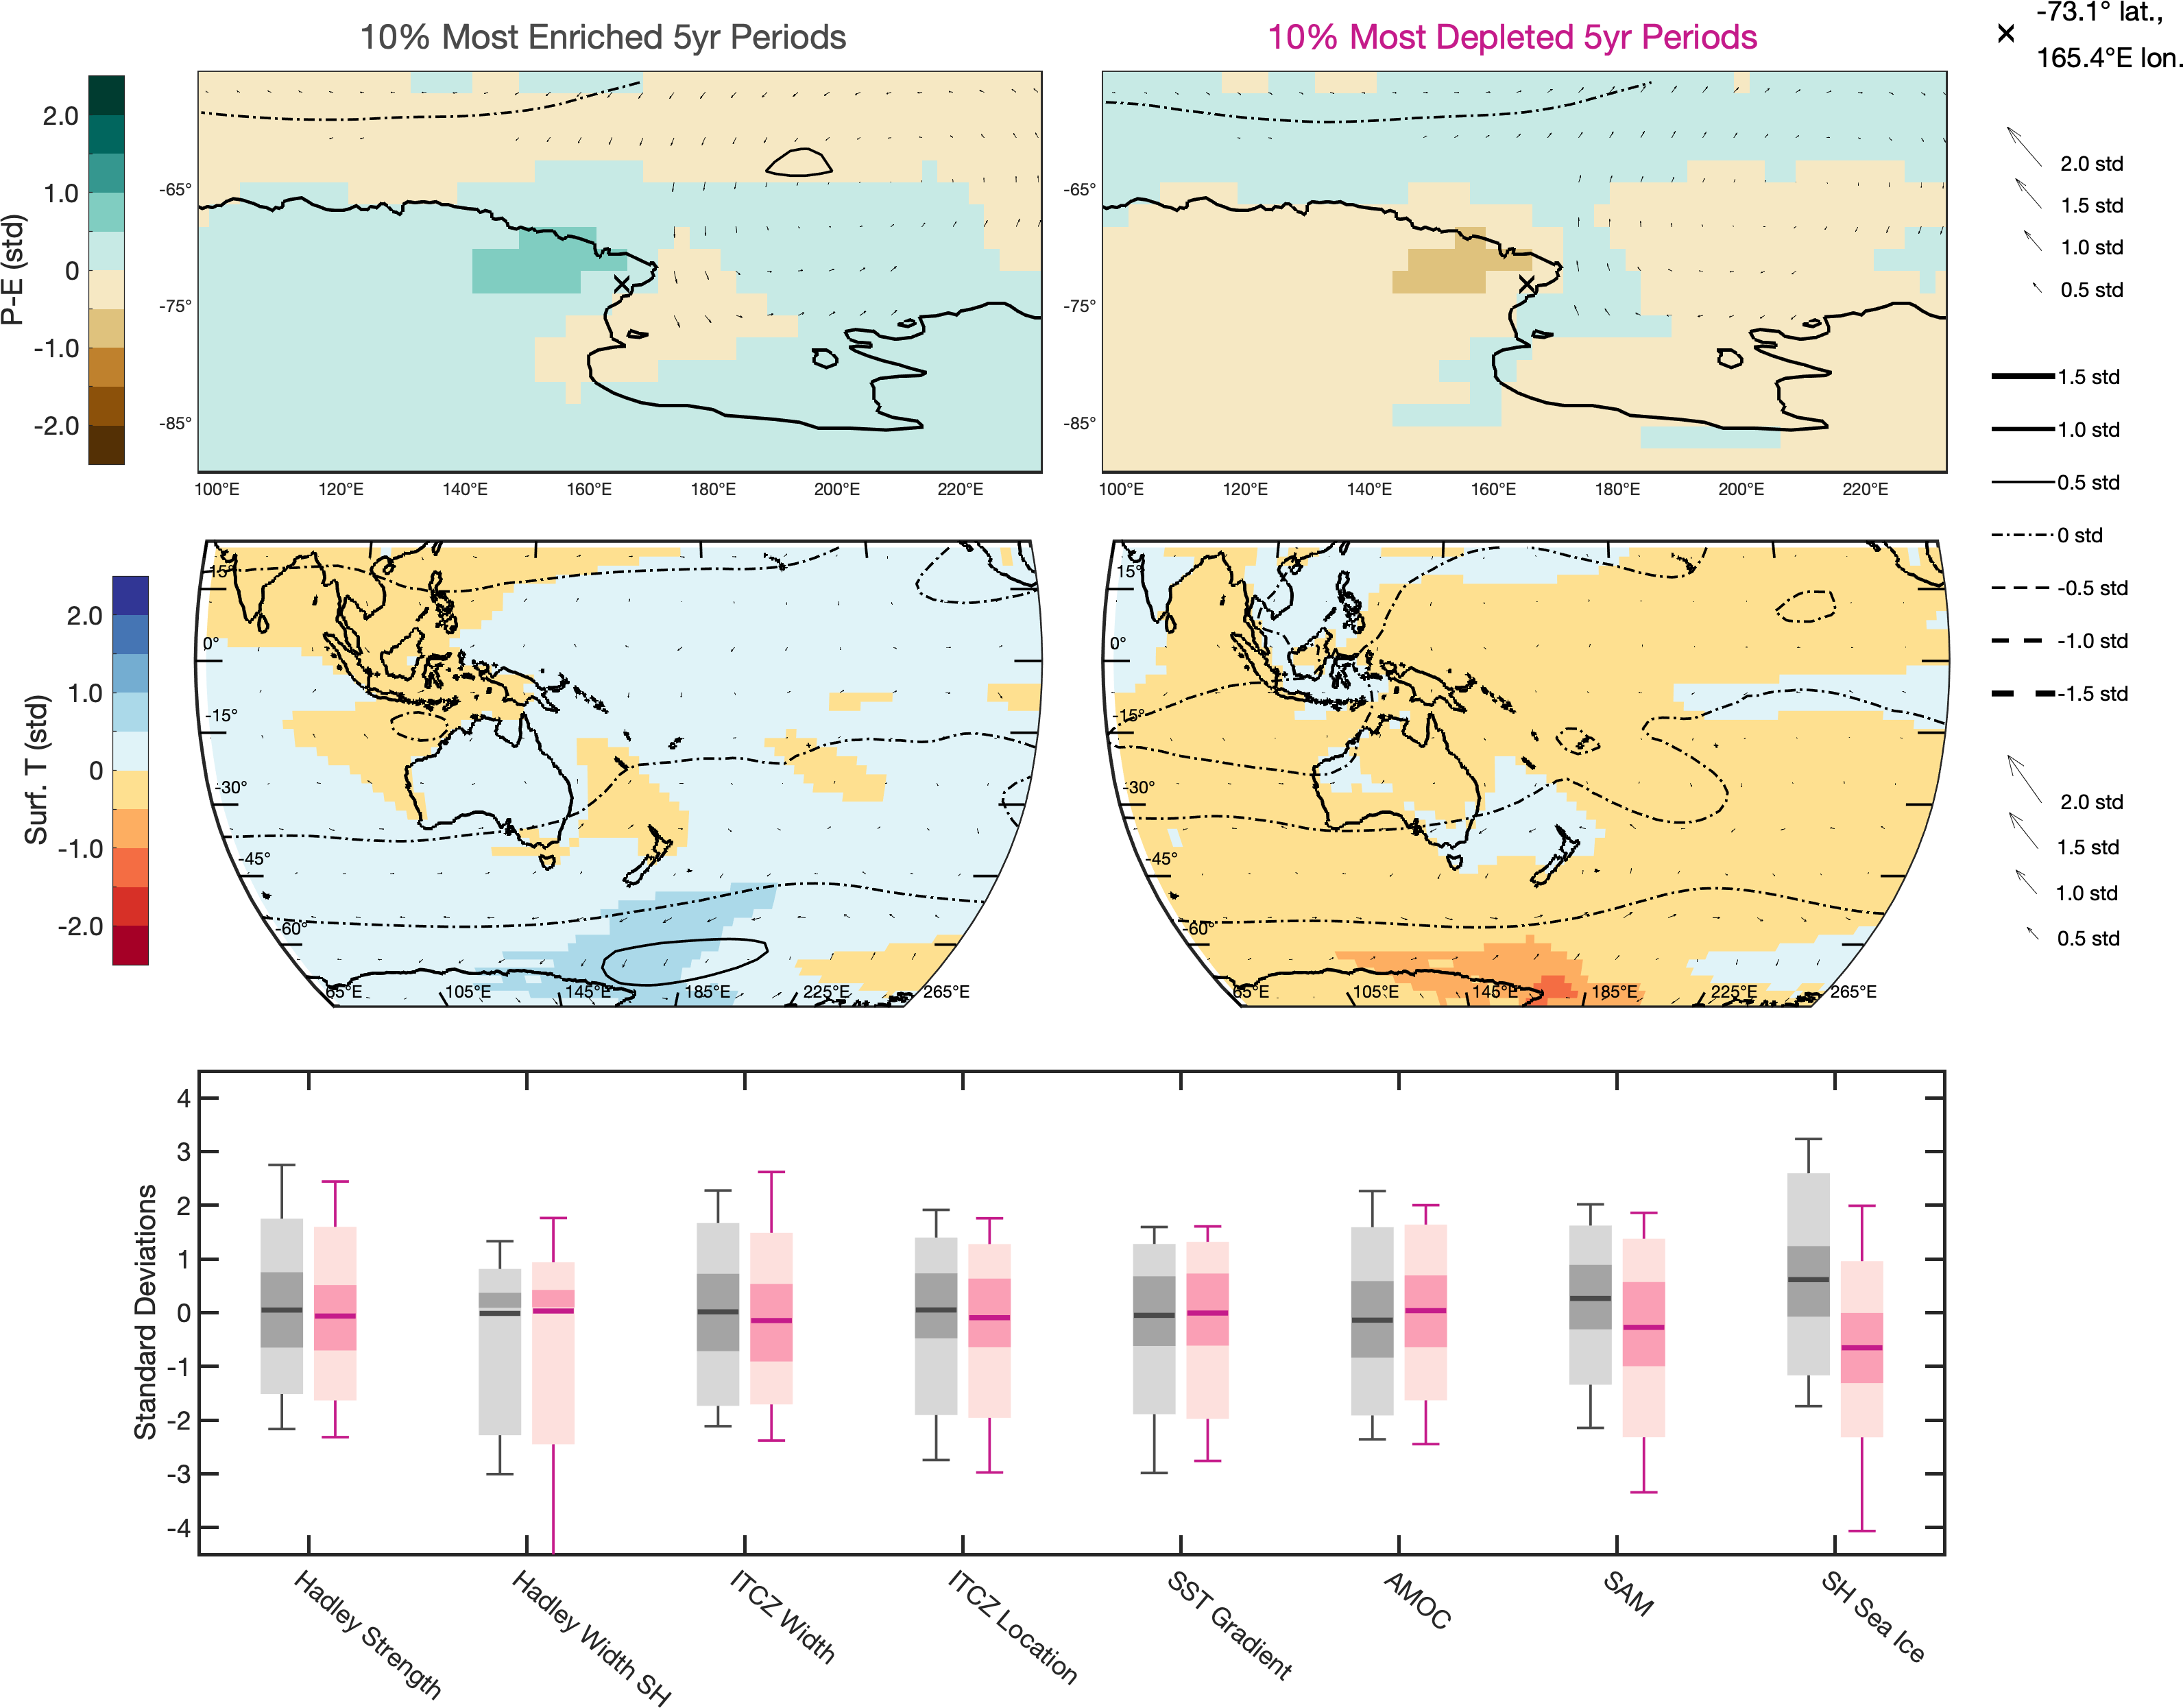 10% Most Enriched 5yr Periods
10% Most Depleted 5yr Periods
-73.1° lat.,
165.4°E lon.
P-E (std)
2.0
1.0
0
-1.0
-2.0
-65°
-75°
-85°
100°E 120°E 140°E 160°E 180°E 200°E 220°E
-65°
-75°
-85°
100°E 120°E 140°E 160°E 180°E 200°E 220°E
2.0 std
1.5 std
1.0 std
0.5 std
1.5 std
1.0 std
0.5 std
0 std
-0.5 std
-1.0 std
-1.5 std
Surf. T (std)
2.0
1.0
0
-1.0
-2.0
15°
0°
-15°
-30°
-45°
-60°
65°E 105°E 145°E 185°E 225°E 265°E
15°
0°
-15°
-30°
-45°
-60°
65°E 105°E 145°E 185°E 225°E 265°E
2.0 std
1.5 std
1.0 std
0.5 std
Standard Deviations
4
3
2
1
0
-1
-2
-3
-4
Hadley Strength
Hadley Width SH
ITCZ Width
ITCZ Location
SST Gradient
AMOC
SAM
SH Sea Ice